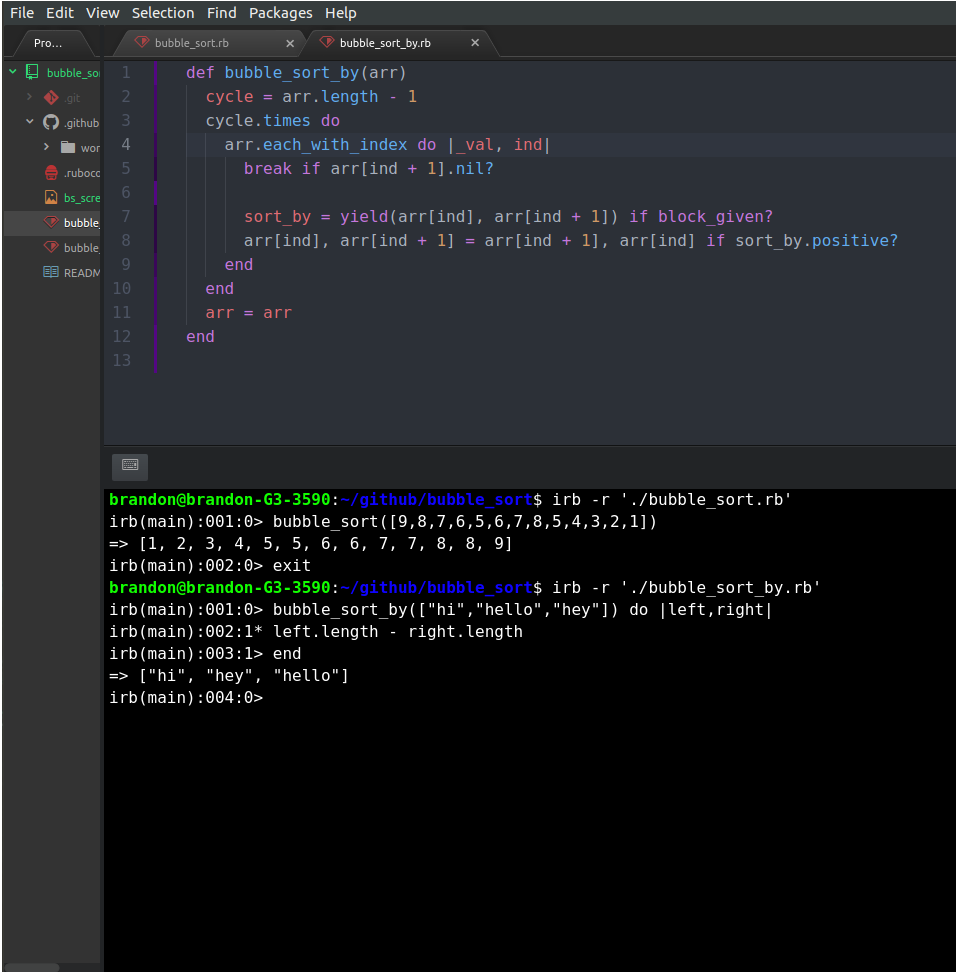 File Edit View Selection Find Packages Help
Pro... bubble_sort.rb × bubble_sort_by.rb ×
bubble_so
.git
.github
wor
.ruboco
bs_scre
bubble_
bubble_
README
1 def bubble_sort_by(arr)
2 cycle = arr.length - 1
3 cycle.times do
4 arr.each_with_index do |_val, ind|
5 break if arr[ind + 1].nil?
6
7 sort_by = yield(arr[ind], arr[ind + 1]) if block_given?
8 arr[ind], arr[ind + 1] = arr[ind + 1], arr[ind] if sort_by.positive?
9 end
10 end
11 arr = arr
12 end
13
brandon@brandon-G3-3590:~/github/bubble_sort$ irb -r './bubble_sort.rb'
irb(main):001:0> bubble_sort([9,8,7,6,5,6,7,8,5,4,3,2,1])
=> [1, 2, 3, 4, 5, 5, 6, 6, 7, 7, 8, 8, 9]
irb(main):002:0> exit
brandon@brandon-G3-3590:~/github/bubble_sort$ irb -r './bubble_sort_by.rb'
irb(main):001:0> bubble_sort_by(["hi","hello","hey"]) do |left,right|
irb(main):002:1* left.length - right.length
irb(main):003:1> end
=> ["hi", "hey", "hello"]
irb(main):004:0>